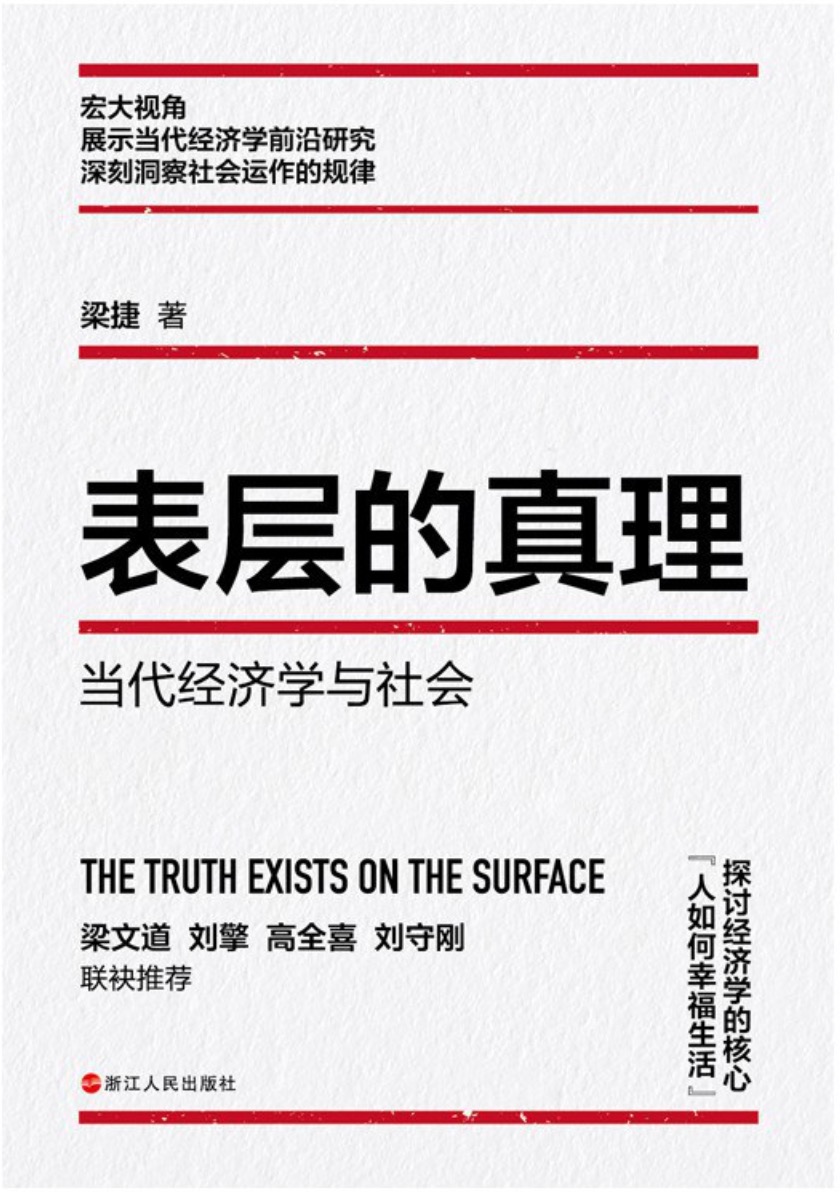 宏大视角
展示当代经济学前沿研究
深刻洞察社会运作的规律
梁捷 著
表层的真理
当代经济学与社会
THE TRUTH EXISTS ON THE SURFACE
梁文道 刘擎 高全喜 刘守刚
联袂推荐
探讨经济学的核心
『人如何幸福生活』
浙江人民出版社